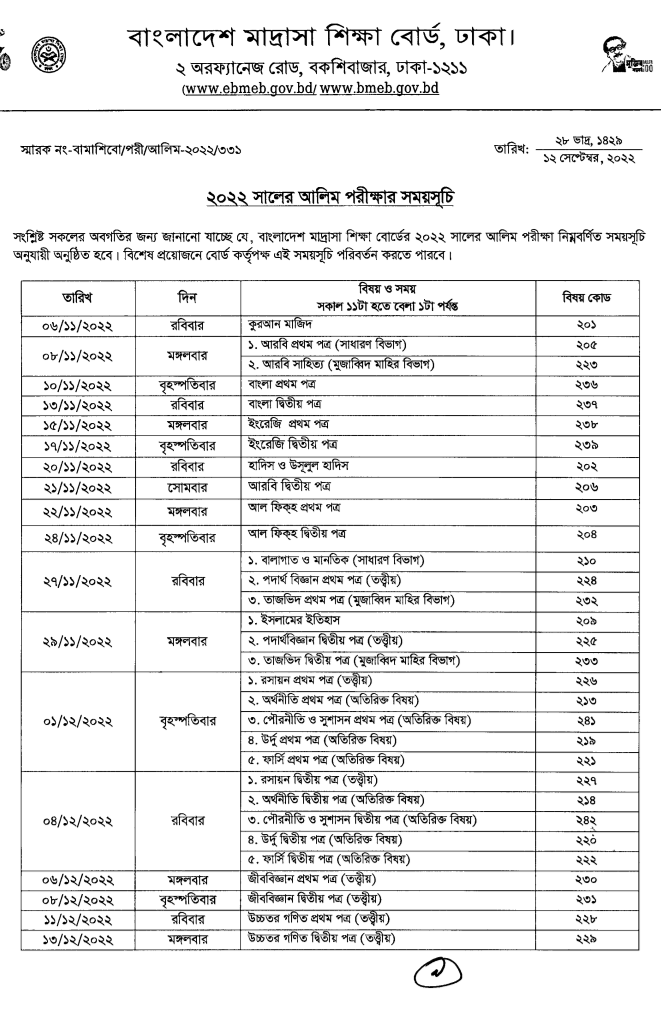 বাংলাদেশ মাদ্রাসা শিক্ষা বোর্ড, ঢাকা।
২ অরফ্যানেজ রোড, বকশিবাজার, ঢাকা-১২১১
(www.ebmeb.gov.bd/ www.bmeb.gov.bd
স্মারক নং-বামাশিবো/পরী/আলিম-২০২২/৩৩১
তারিখ: ২৮ ভাদ্র, ১৪২৯
১২ সেপ্টেম্বর, ২০২২
২০২২ সালের আলিম পরীক্ষার সময়সূচি
সংশ্লিষ্ট সকলের অবগতির জন্য জানানো যাচ্ছে যে, বাংলাদেশ মাদ্রাসা শিক্ষা বোর্ডের ২০২২ সালের আলিম পরীক্ষা নিম্নবর্ণিত সময়সূচি
অনুযায়ী অনুষ্ঠিত হবে। বিশেষ প্রয়োজনে বোর্ড কর্তৃপক্ষ এই সময়সূচি পরিবর্তন করতে পারবে।
তারিখ দিন বিষয় ও সময় বিষয় কোড
সকাল ১১টা হতে বেলা ১টা পর্যন্ত
০৬/১১/২০২২ রবিবার কুরআন মাজিদ ২০১
০৮/১১/২০২২ মঙ্গলবার ১. আরবি প্রথম পত্র (সাধারণ বিভাগ) ২০৫
২. আরবি সাহিত্য (মুজাব্বিদ মাহির বিভাগ) ২২৩
১০/১১/২০২২ বৃহস্পতিবার বাংলা প্রথম পত্র ২৩৬
১৩/১১/২০২২ রবিবার বাংলা দ্বিতীয় পত্র ২৩৭
১৫/১১/২০২২ মঙ্গলবার ইংরেজি প্রথম পত্র ২৩৮
১৭/১১/২০২২ বৃহস্পতিবার ইংরেজি দ্বিতীয় পত্র ২৩৯
২০/১১/২০২২ রবিবার হাদিস ও উসূলুল হাদিস ২০২
২১/১১/২০২২ সোমবার আরবি দ্বিতীয় পত্র ২০৬
২২/১১/২০২২ মঙ্গলবার আল ফিক্‌হ প্রথম পত্র ২০৩
২৪/১১/২০২২ বৃহস্পতিবার আল ফিক্‌হ দ্বিতীয় পত্র ২০৪
২৭/১১/২০২২ রবিবার ১. বালাগাত ও মানতিক (সাধারণ বিভাগ) ২১০
২. পদার্থ বিজ্ঞান প্রথম পত্র (তত্ত্বীয়) ২২৪
৩. তাজভিদ প্রথম পত্র (মুজাব্বিদ মাহির বিভাগ) ২৩২
২৯/১১/২০২২ মঙ্গলবার ১. ইসলামের ইতিহাস ২০৯
২. পদার্থবিজ্ঞান দ্বিতীয় পত্র (তত্ত্বীয়) ২২৫
৩. তাজভিদ দ্বিতীয় পত্র (মুজাব্বিদ মাহির বিভাগ) ২৩৩
০১/১২/২০২২ বৃহস্পতিবার ১. রসায়ন প্রথম পত্র (তত্ত্বীয়) ২২৬
২. অর্থনীতি প্রথম পত্র (অতিরিক্ত বিষয়) ২১৩
৩. পৌরনীতি ও সুশাসন প্রথম পত্র (অতিরিক্ত বিষয়) ২৪১
৪. উর্দু প্রথম পত্র (অতিরিক্ত বিষয়) ২১৯
৫. ফার্সি প্রথম পত্র (অতিরিক্ত বিষয়) ২২১
০৪/১২/২০২২ রবিবার ১. রসায়ন দ্বিতীয় পত্র (তত্ত্বীয়) ২২৭
২. অর্থনীতি দ্বিতীয় পত্র (অতিরিক্ত বিষয়) ২১৪
৩. পৌরনীতি ও সুশাসন দ্বিতীয় পত্র (অতিরিক্ত বিষয়) ২৪২
৪. উর্দু দ্বিতীয় পত্র (অতিরিক্ত বিষয়) ২২০
৫. ফার্সি দ্বিতীয় পত্র (অতিরিক্ত বিষয়) ২২২
০৬/১২/২০২২ মঙ্গলবার জীববিজ্ঞান প্রথম পত্র (তত্ত্বীয়) ২৩০
০৮/১২/২০২২ বৃহস্পতিবার জীববিজ্ঞান দ্বিতীয় পত্র (তত্ত্বীয়) ২৩১
১১/১২/২০২২ রবিবার উচ্চতর গণিত প্রথম পত্র (তত্ত্বীয়) ২২৮
১৩/১২/২০২২ মঙ্গলবার উচ্চতর গণিত দ্বিতীয় পত্র (তত্ত্বীয়) ২২৯